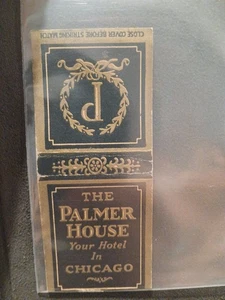 CLOSE COVER BEFORE STRIKING MATCH
P
THE
PALMER
HOUSE
Your Hotel
In
CHICAGO